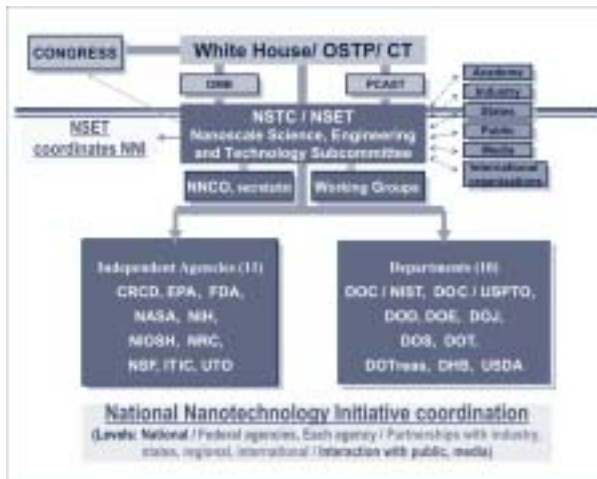 CONGRESS
White House/ OSTP/ CT
OMB
PCAST
Academy
Industry
States
Public
Media
International
organizations
NSTC / NSET
Nanoscale Science, Engineering
and Technology Subcommittee
NSET
coordinates NNI
NNCO, secretariat
Working Groups
Independent Agencies (11)
CRCD, EPA, FDA,
NASA, NIH,
NIOSH, NRC,
NSF, ITIC, UTO
Departments (10)
DOC / NIST, DOC / USPTO,
DOD, DOE, DOJ,
DOS, DOT,
DOTreas, DHS, USDA
National Nanotechnology Initiative coordination
(Levels: National / Federal agencies, Each agency / Partnerships with industry,
states, regional, international / Interaction with public, media)